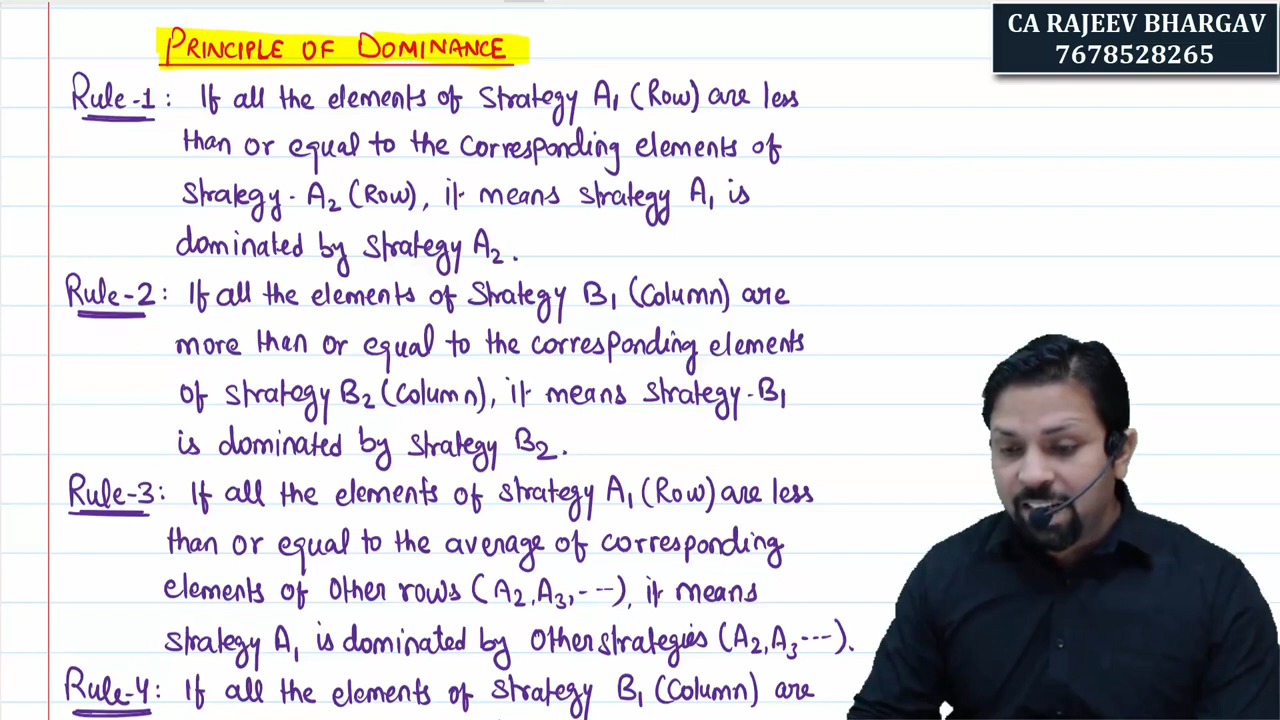 PRINCIPLE OF DOMINANCE
CA RAJEEV BHARGAV
7678528265
Rule-1: If all the elements of strategy A₁ (Row) are less
than or equal to the corresponding elements of
strategy- A₂ (Row), it means strategy A₁ is
dominated by strategy A₂.
Rule-2: If all the elements of strategy B₁ (Column) are
more than or equal to the corresponding elements
of strategy B₂ (Column), it means strategy-B₁
is dominated by strategy B₂.
Rule-3: If all the elements of strategy A₁ (Row) are less
than or equal to the average of corresponding
elements of other rows (A₂, A₃, ---), it means
strategy A₁ is dominated by other strategies (A₂, A₃ ---).
Rule-4: If all the elements of strategy B₁ (Column) are